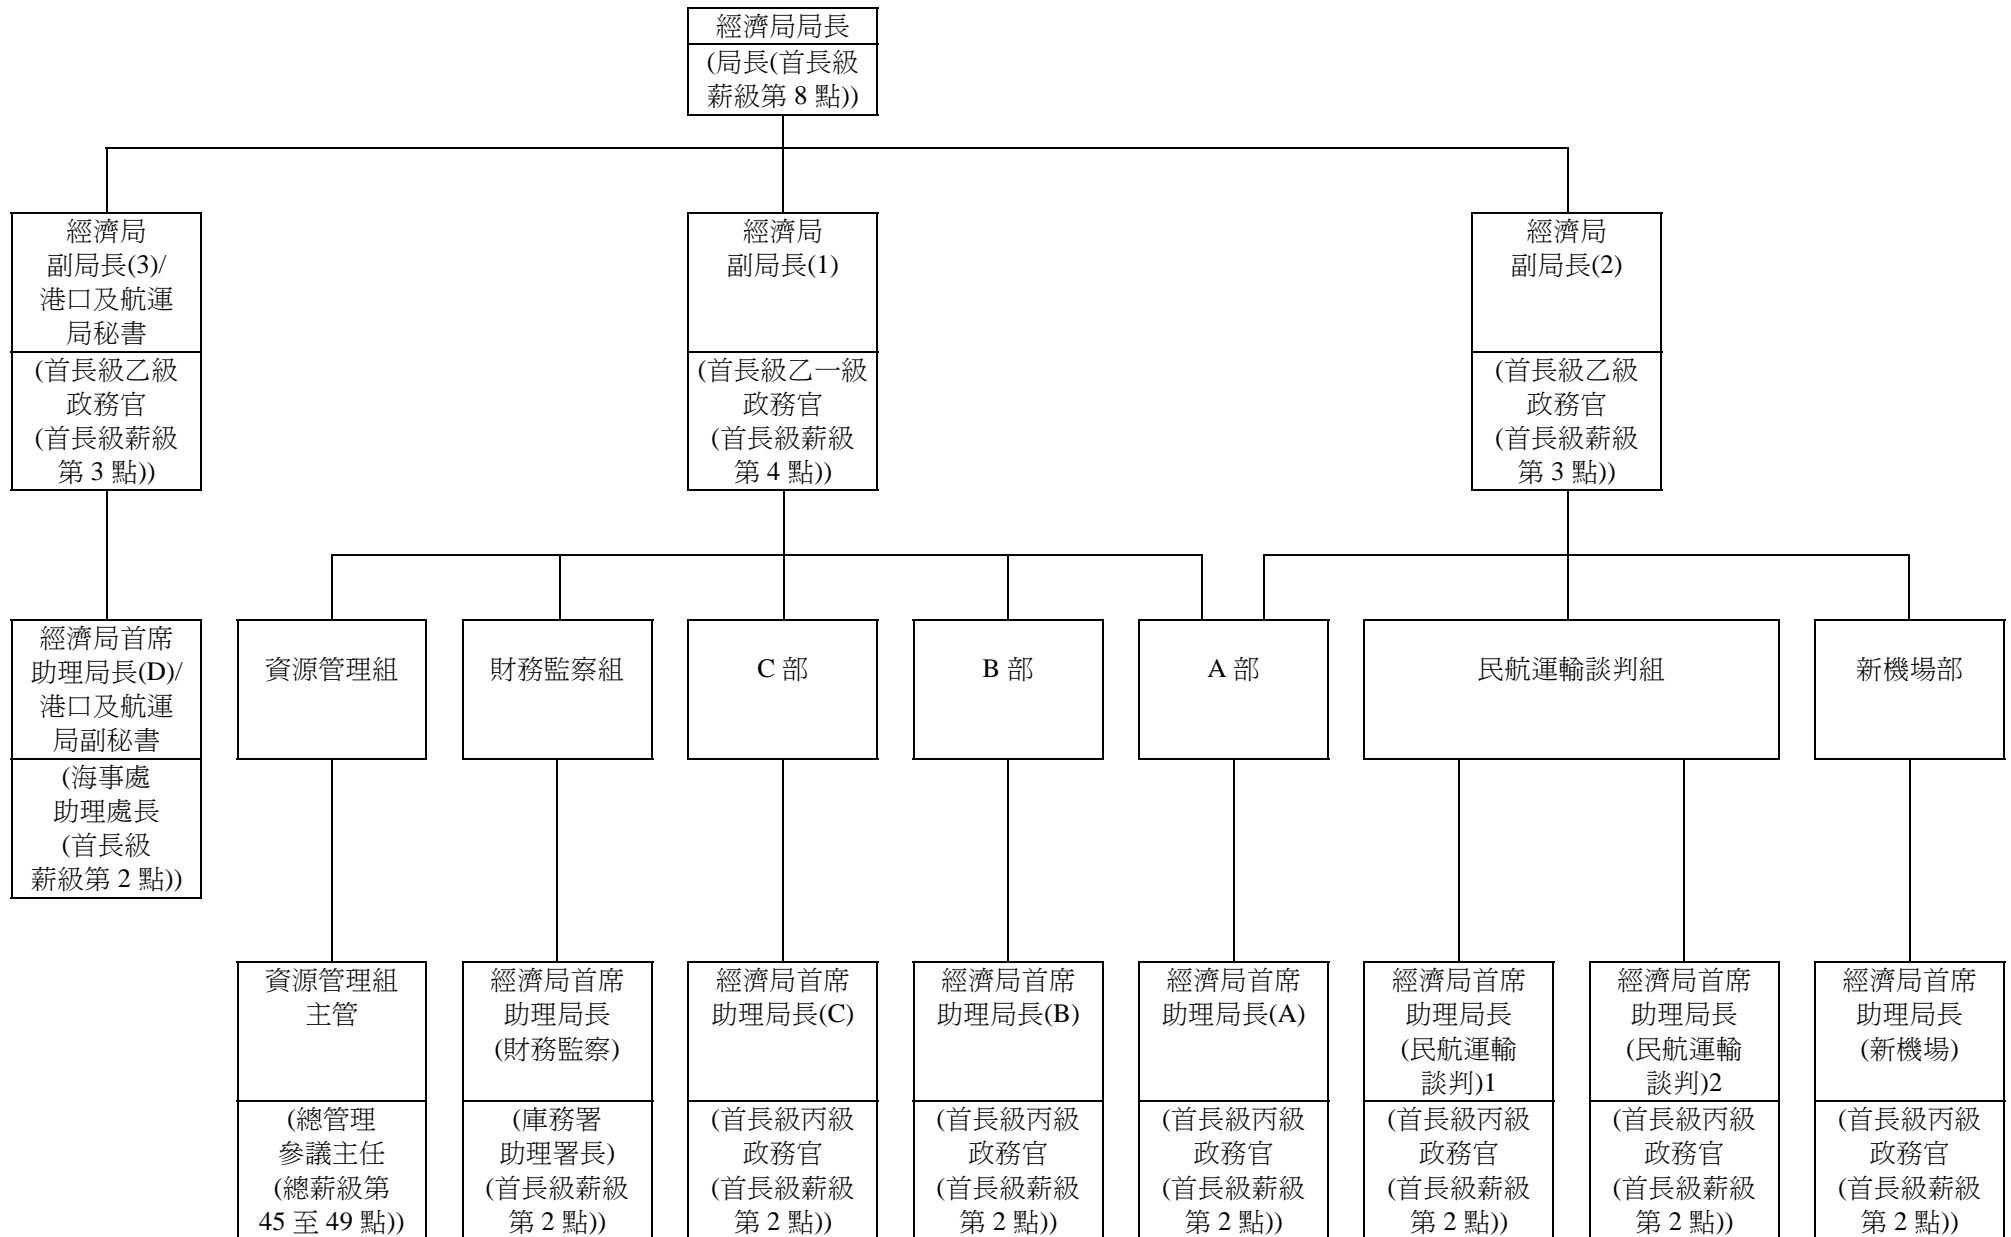 經濟局局長
(局長(首長級
薪級第 8 點))
經濟局
副局長(3)/
港口及航運
局秘書
(首長級乙級
政務官
(首長級薪級
第 3 點))
經濟局
副局長(1)
(首長級乙一級
政務官
(首長級薪級
第 4 點))
經濟局
副局長(2)
(首長級乙級
政務官
(首長級薪級
第 3 點))
經濟局首席
助理局長(D)/
港口及航運
局副秘書
(海事處
助理處長
(首長級
薪級第 2 點))
資源管理組
財務監察組
C 部
B 部
A 部
民航運輸談判組
新機場部
資源管理組
主管
(總管理
參議主任
(總薪級第
45 至 49 點))
經濟局首席
助理局長
(財務監察)
(庫務署
助理署長)
(首長級薪級
第 2 點))
經濟局首席
助理局長(C)
(首長級丙級
政務官
(首長級薪級
第 2 點))
經濟局首席
助理局長(B)
(首長級丙級
政務官
(首長級薪級
第 2 點))
經濟局首席
助理局長(A)
(首長級丙級
政務官
(首長級薪級
第 2 點))
經濟局首席
助理局長
(民航運輸
談判)1
(首長級丙級
政務官
(首長級薪級
第 2 點))
經濟局首席
助理局長
(民航運輸
談判)2
(首長級丙級
政務官
(首長級薪級
第 2 點))
經濟局首席
助理局長
(新機場)
(首長級丙級
政務官
(首長級薪級
第 2 點))